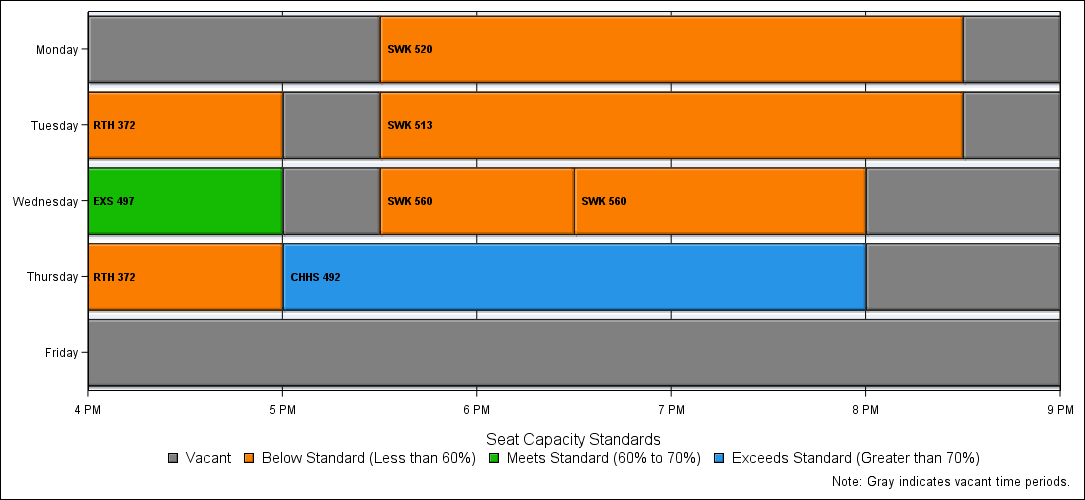 Monday
SWK 520
Tuesday
RTH 372
SWK 513
Wednesday
EXS 497
SWK 560
SWK 560
Thursday
RTH 372
CHHS 492
Friday
4 PM 5 PM 6 PM 7 PM 8 PM 9 PM
Seat Capacity Standards
Vacant Below Standard (Less than 60%) Meets Standard (60% to 70%) Exceeds Standard (Greater than 70%)
Note: Gray indicates vacant time periods.